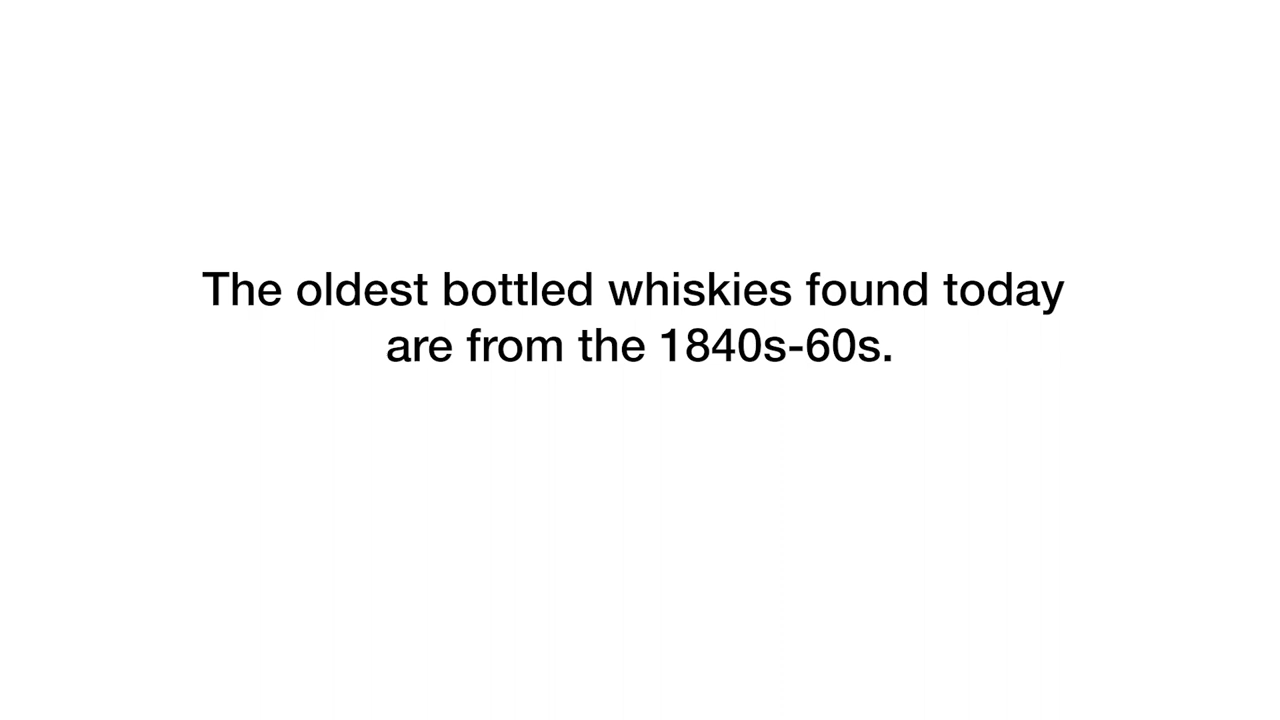 The oldest bottled whiskies found today
are from the 1840s-60s.